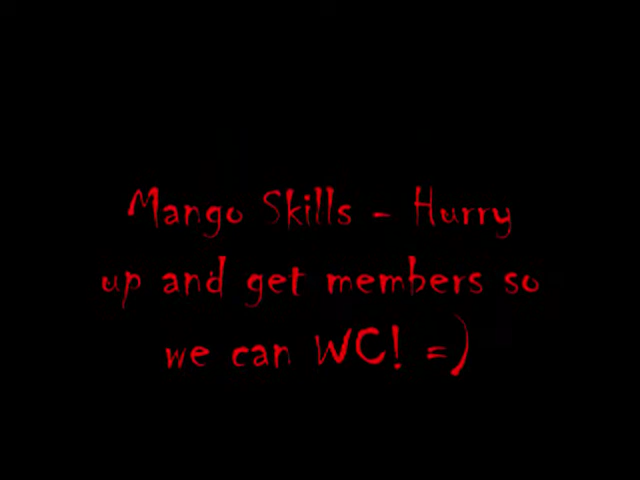 Mango Skills - Hurry
up and get members so
we can WC! =)